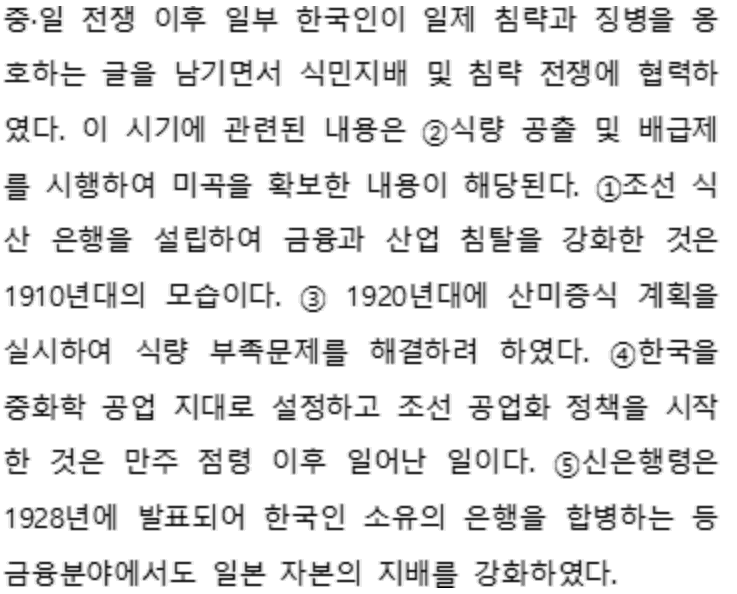 중·일 전쟁 이후 일부 한국인이 일제 침략과 징병을 옹
호하는 글을 남기면서 식민지배 및 침략 전쟁에 협력하
였다. 이 시기에 관련된 내용은 ②식량 공출 및 배급제
를 시행하여 미곡을 확보한 내용이 해당된다. ①조선 식
산 은행을 설립하여 금융과 산업 침탈을 강화한 것은
1910년대의 모습이다. ③ 1920년대에 산미증식 계획을
실시하여 식량 부족문제를 해결하려 하였다. ④한국을
중화학 공업 지대로 설정하고 조선 공업화 정책을 시작
한 것은 만주 점령 이후 일어난 일이다. ⑤신은행령은
1928년에 발표되어 한국인 소유의 은행을 합병하는 등
금융분야에서도 일본 자본의 지배를 강화하였다.